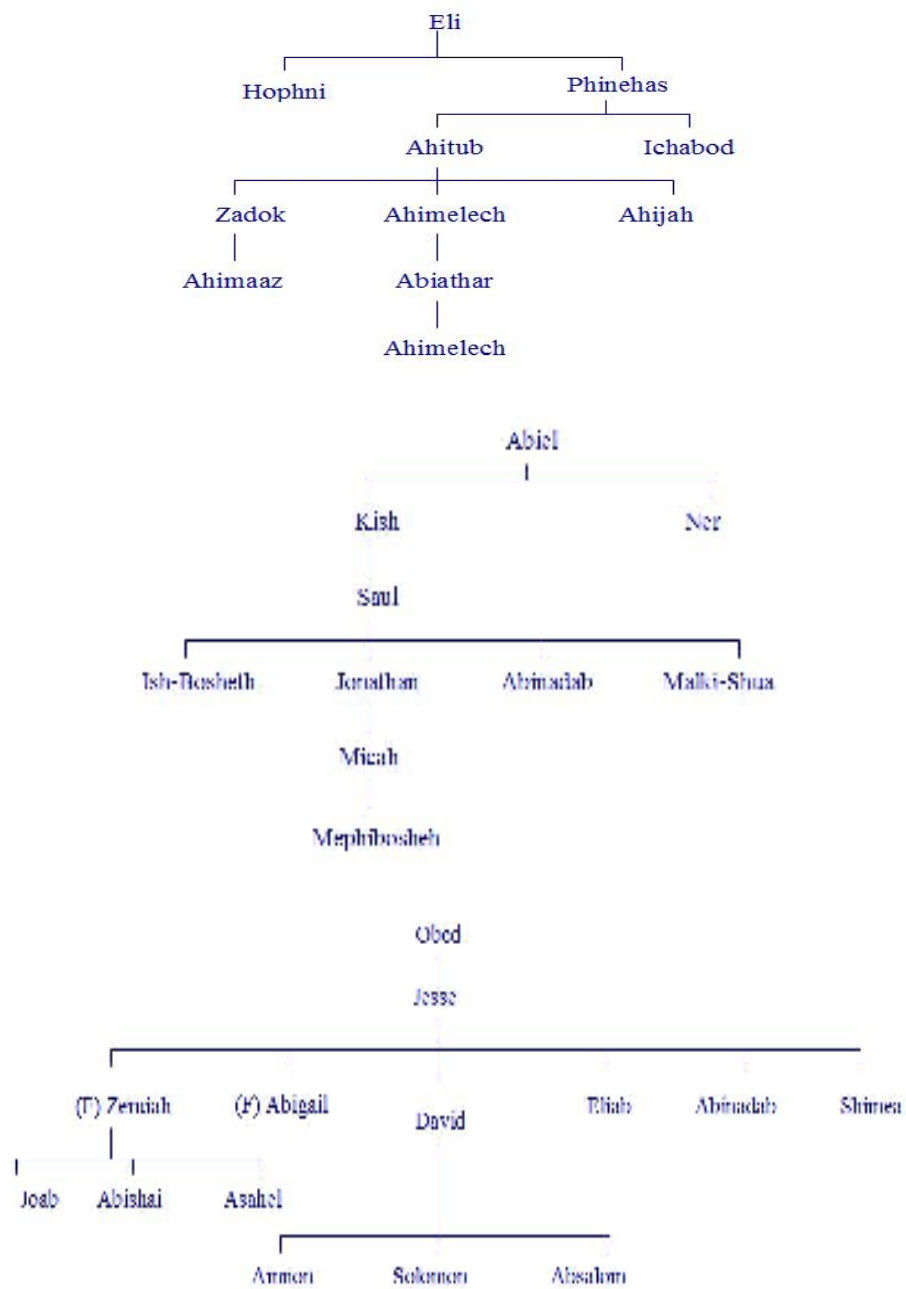 Eli
Hophni Phinehas
Ahitub Ichabod
Zadok Ahimelech Ahijah
Ahimaaz Abiathar
Ahimelech
Abiel
Kish Ner
Saul
Ish-Bosheth Jonathan Abinadab Malki-Shua
Micah
Mephibosheh
Obed
Jesse
(F) Zeruiah (F) Abigail David Eliab Abinadab Shimea
Joab Abishai Asahel
Amnon Solomon Absalom